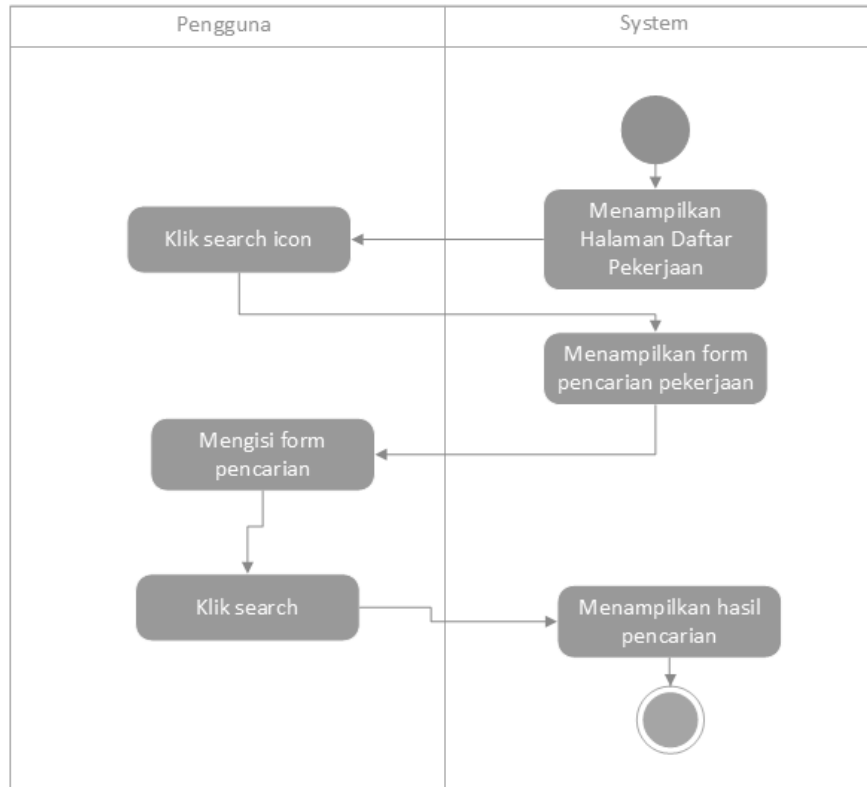 Pengguna
System
Menampilkan
Halaman Daftar
Pekerjaan
Klik search icon
Menampilkan form
pencarian pekerjaan
Mengisi form
pencarian
Klik search
Menampilkan hasil
pencarian